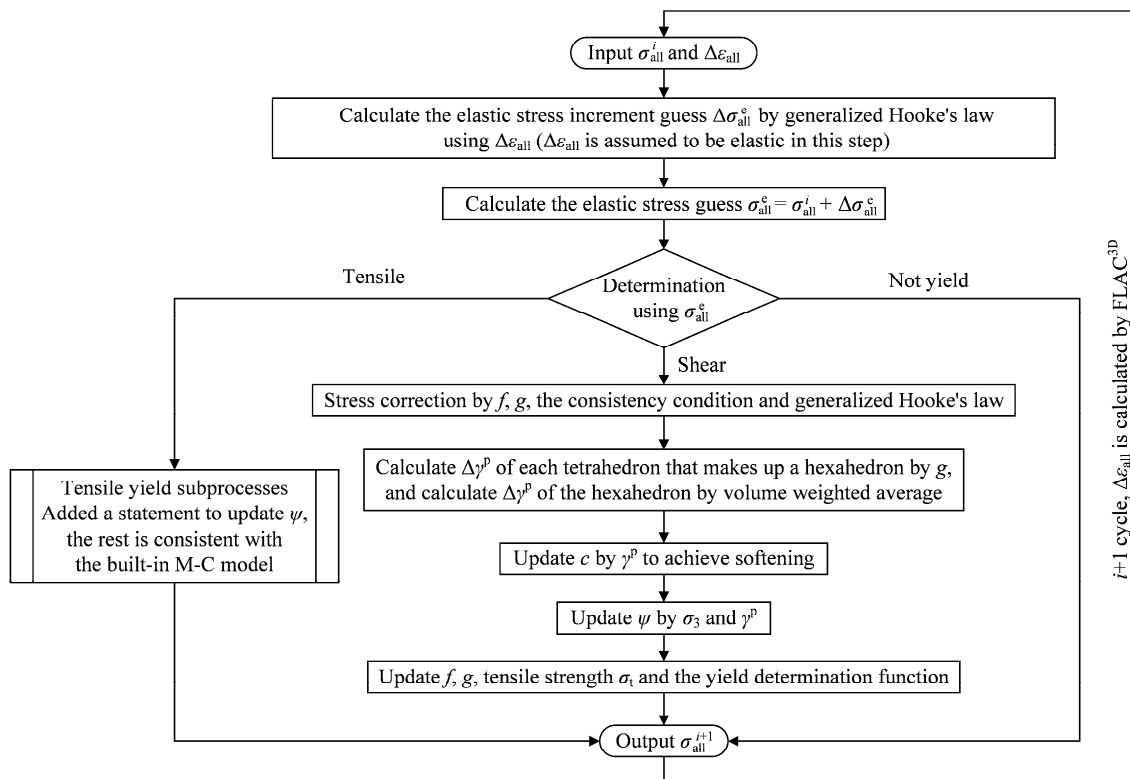 Input σ_all^i and Δε_all
Calculate the elastic stress increment guess Δσ_all^e by generalized Hooke's law
using Δε_all (Δε_all is assumed to be elastic in this step)
Calculate the elastic stress guess σ_all^e = σ_all^i + Δσ_all^e
Determination
using σ_all^e
Tensile
Not yield
Shear
Stress correction by f, g, the consistency condition and generalized Hooke's law
Calculate Δγ^p of each tetrahedron that makes up a hexahedron by g,
and calculate Δγ^p of the hexahedron by volume weighted average
Update c by γ^p to achieve softening
Update ψ by σ_3 and γ^p
Update f, g, tensile strength σ_t and the yield determination function
Tensile yield subprocesses
Added a statement to update ψ,
the rest is consistent with
the built-in M-C model
Output σ_all^{i+1}
i+1 cycle, Δε_all is calculated by FLAC^3D